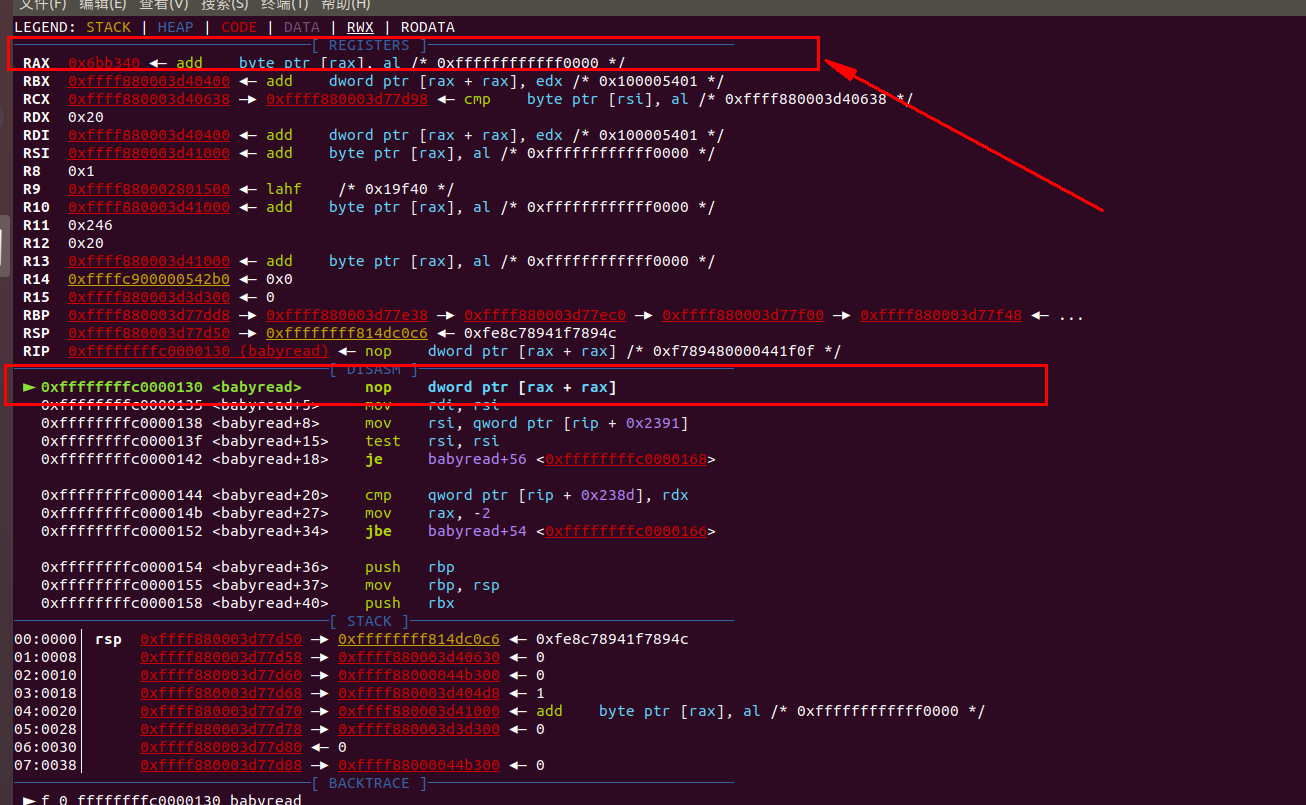 文件(F) 编辑(E) 查看(V) 搜索(S) 终端(T) 帮助(H)
LEGEND: STACK | HEAP | CODE | DATA | RWX | RODATA
[ REGISTERS ]
RAX 0x6bb340 ← add byte ptr [rax], al /* 0xffffffffffff0000 */
RBX 0xffff880003d40400 ← add dword ptr [rax + rax], edx /* 0x100005401 */
RCX 0xffff880003d40638 → 0xffff880003d77d98 ← cmp byte ptr [rsi], al /* 0xffff880003d40638 */
RDX 0x20
RDI 0xffff880003d40400 ← add dword ptr [rax + rax], edx /* 0x100005401 */
RSI 0xffff880003d41000 ← add byte ptr [rax], al /* 0xffffffffffff0000 */
R8 0x1
R9 0xffff880002801500 ← lahf /* 0x19f40 */
R10 0xffff880003d41000 ← add byte ptr [rax], al /* 0xffffffffffff0000 */
R11 0x246
R12 0x20
R13 0xffff880003d41000 ← add byte ptr [rax], al /* 0xffffffffffff0000 */
R14 0xffffc900000542b0 ← 0x0
R15 0xffff880003d3d300 ← 0
RBP 0xffff880003d77dd8 → 0xffff880003d77e38 → 0xffff880003d77ec0 → 0xffff880003d77f00 → 0xffff880003d77f48 ← ...
RSP 0xffff880003d77d50 → 0xffffffff814dc0c6 ← 0xfe8c78941f7894c
RIP 0xffffffffc0000130 (babyread) ← nop dword ptr [rax + rax] /* 0xf789480000441f0f */
[ DISASM ]
► 0xffffffffc0000130 <babyread> nop dword ptr [rax + rax]
0xffffffffc0000135 <babyread+5> mov rdi, rsi
0xffffffffc0000138 <babyread+8> mov rsi, qword ptr [rip + 0x2391]
0xffffffffc000013f <babyread+15> test rsi, rsi
0xffffffffc0000142 <babyread+18> je babyread+56 <0xffffffffc0000168>
0xffffffffc0000144 <babyread+20> cmp qword ptr [rip + 0x238d], rdx
0xffffffffc000014b <babyread+27> mov rax, -2
0xffffffffc0000152 <babyread+34> jbe babyread+54 <0xffffffffc0000166>
0xffffffffc0000154 <babyread+36> push rbp
0xffffffffc0000155 <babyread+37> mov rbp, rsp
0xffffffffc0000158 <babyread+40> push rbx
[ STACK ]
00:0000│ rsp 0xffff880003d77d50 → 0xffffffff814dc0c6 ← 0xfe8c78941f7894c
01:0008│ 0xffff880003d77d58 → 0xffff880003d40630 ← 0
02:0010│ 0xffff880003d77d60 → 0xffff88000044b300 ← 0
03:0018│ 0xffff880003d77d68 → 0xffff880003d404d8 ← 1
04:0020│ 0xffff880003d77d70 → 0xffff880003d41000 ← add byte ptr [rax], al /* 0xffffffffffff0000 */
05:0028│ 0xffff880003d77d78 → 0xffff880003d3d300 ← 0
06:0030│ 0xffff880003d77d80 ← 0
07:0038│ 0xffff880003d77d88 → 0xffff88000044b300 ← 0
[ BACKTRACE ]
► f 0 ffffffffc0000130 babyread